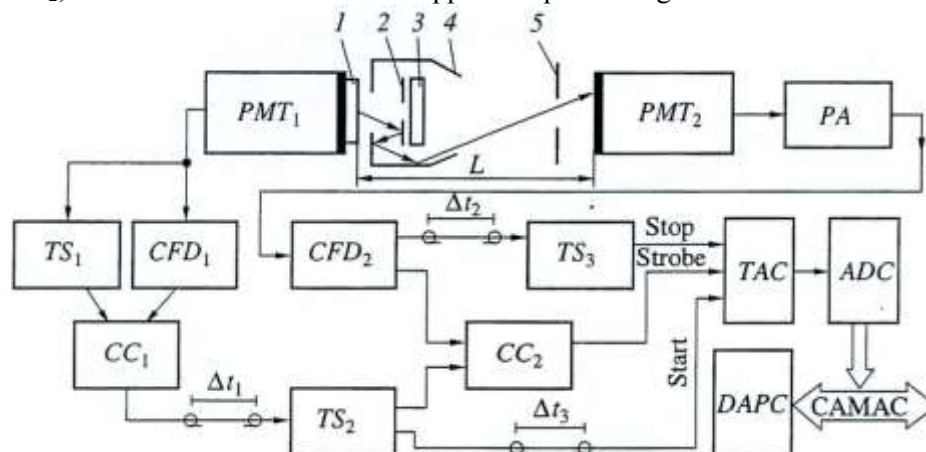 1 2 3 4 5
PMT₁ PMT₂ PA
L
Δt₂
TS₁ CFD₁ CFD₂ TS₃ Stop TAC ADC
Strobe
CC₁ CC₂ Start
Δt₁ Δt₃
TS₂ DAPC CAMAC